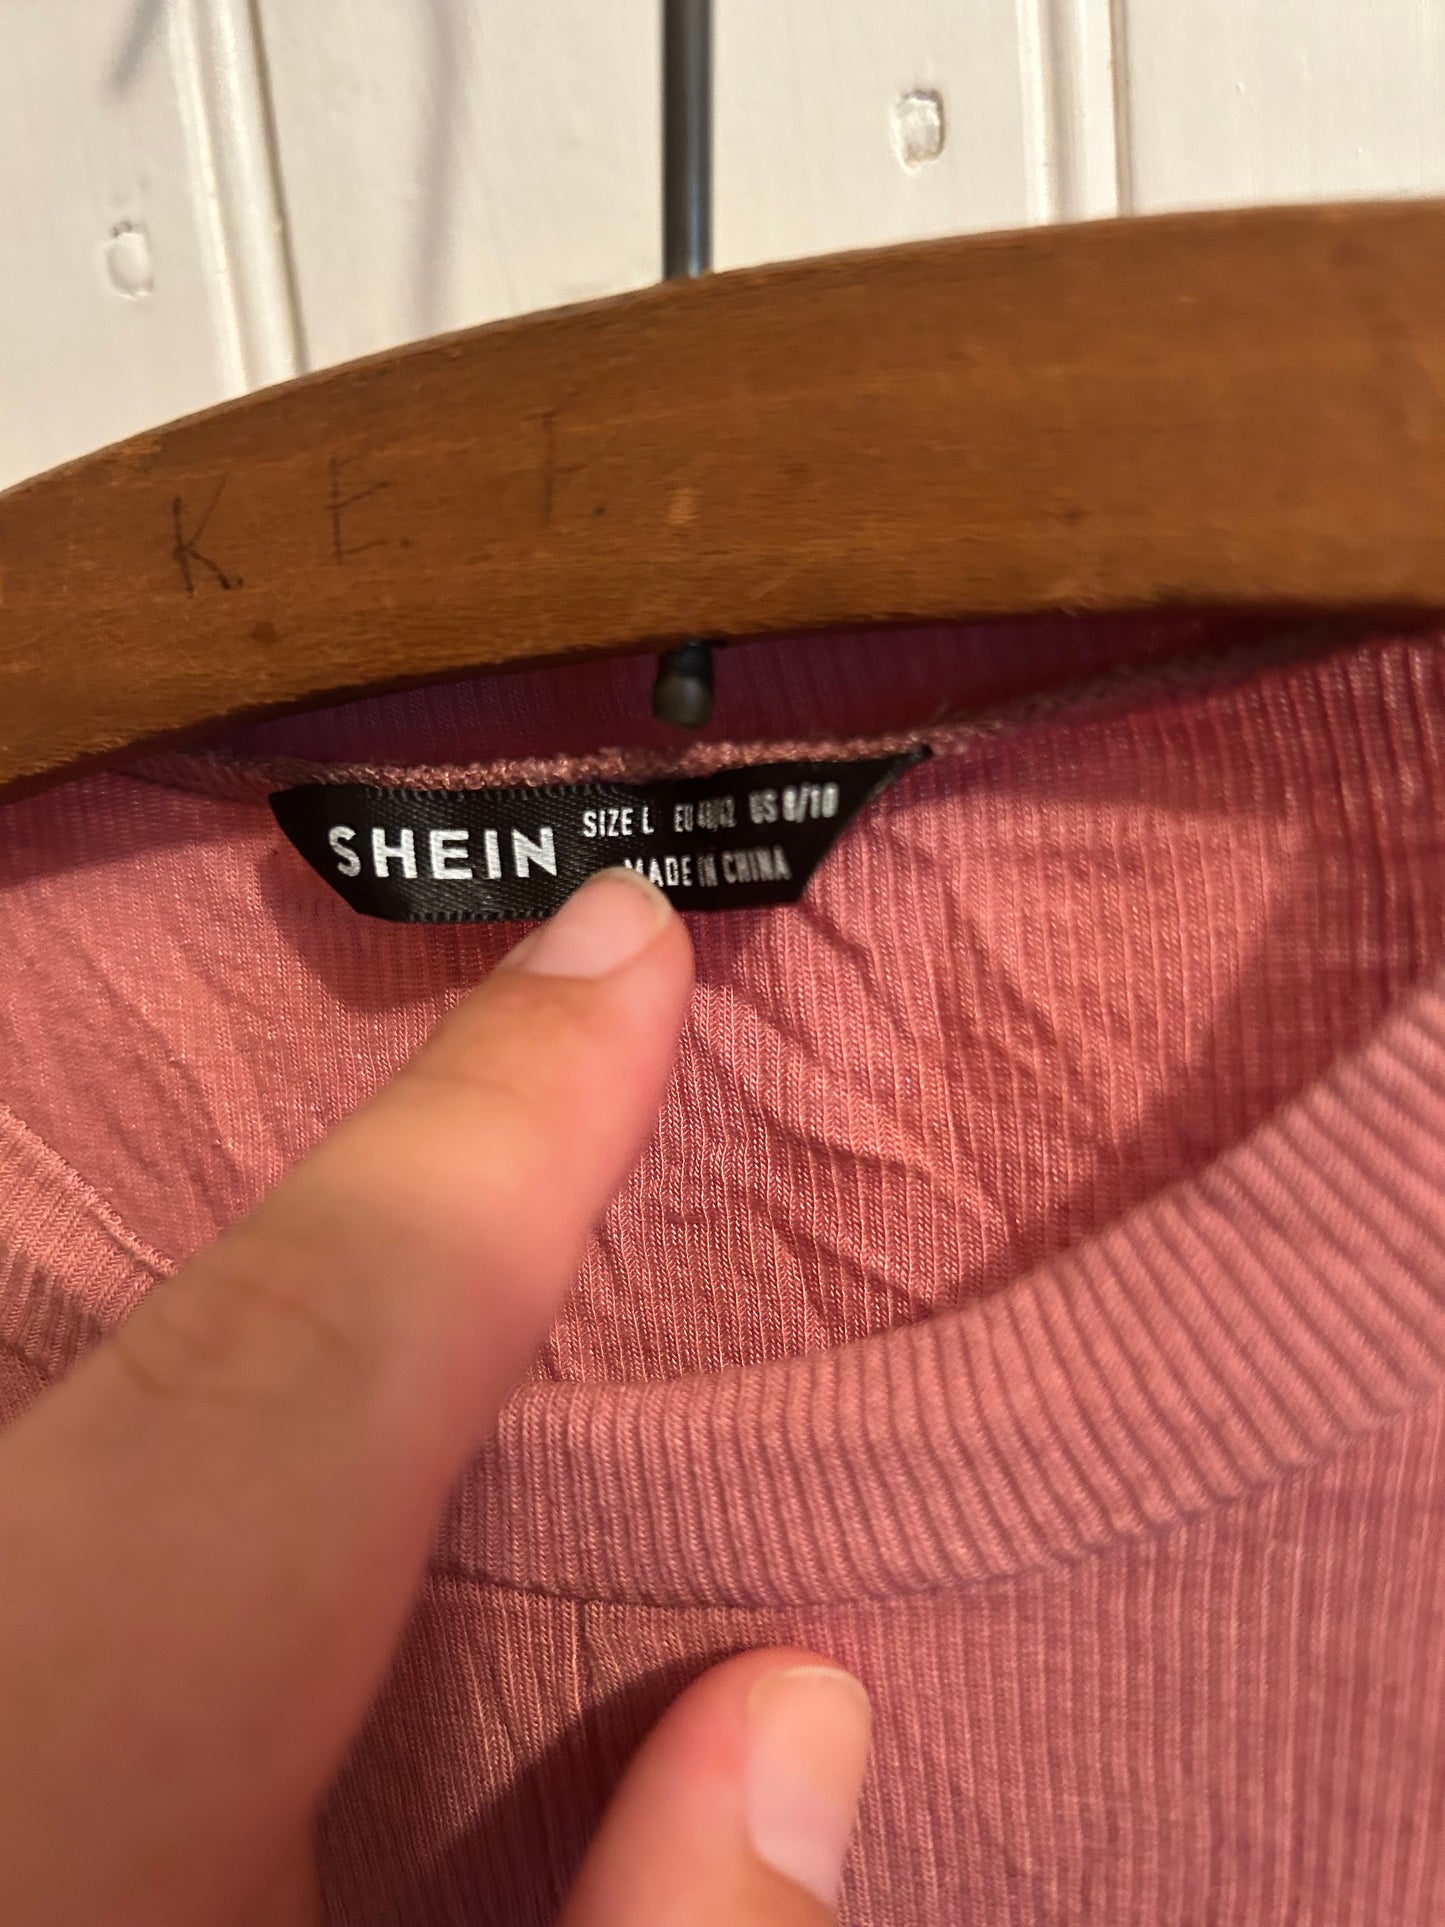 K. E. F.
SHEIN
SIZE L EU 40/42 US 8/10
MADE IN CHINA